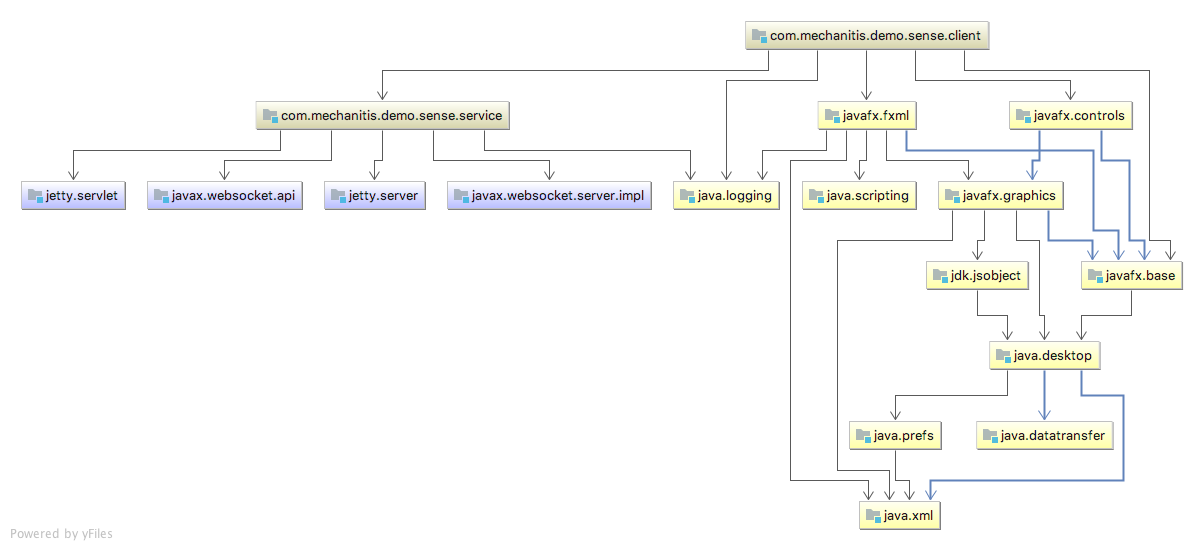 com.mechanitis.demo.sense.client
com.mechanitis.demo.sense.service
javafx.fxml
javafx.controls
jetty.servlet
javax.websocket.api
jetty.server
javax.websocket.server.impl
java.logging
java.scripting
javafx.graphics
jdk.jsobject
javafx.base
java.desktop
java.prefs
java.datatransfer
java.xml
Powered by yFiles